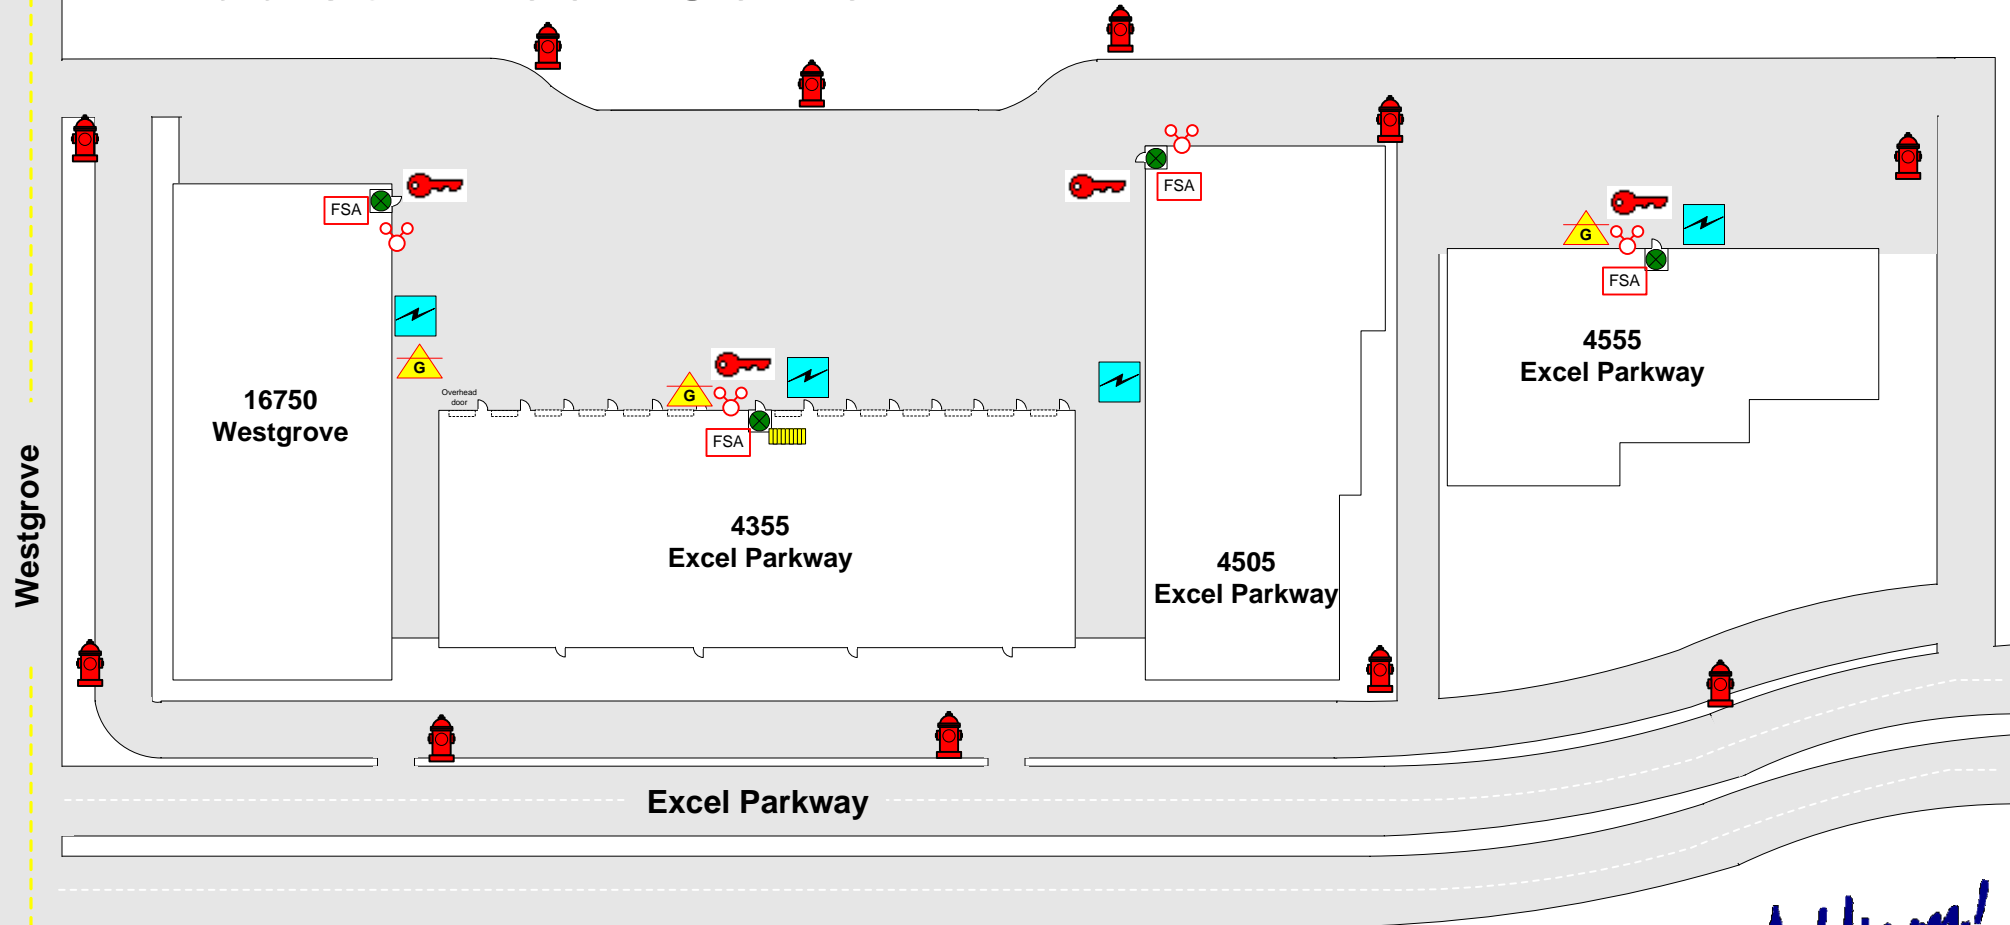 FSA
FSA
G
FSA
4555
Excel Parkway
G
G
Overhead
door
16750
Westgrove
FSA
4355
Excel Parkway
4505
Excel Parkway
Westgrove
Excel Parkway